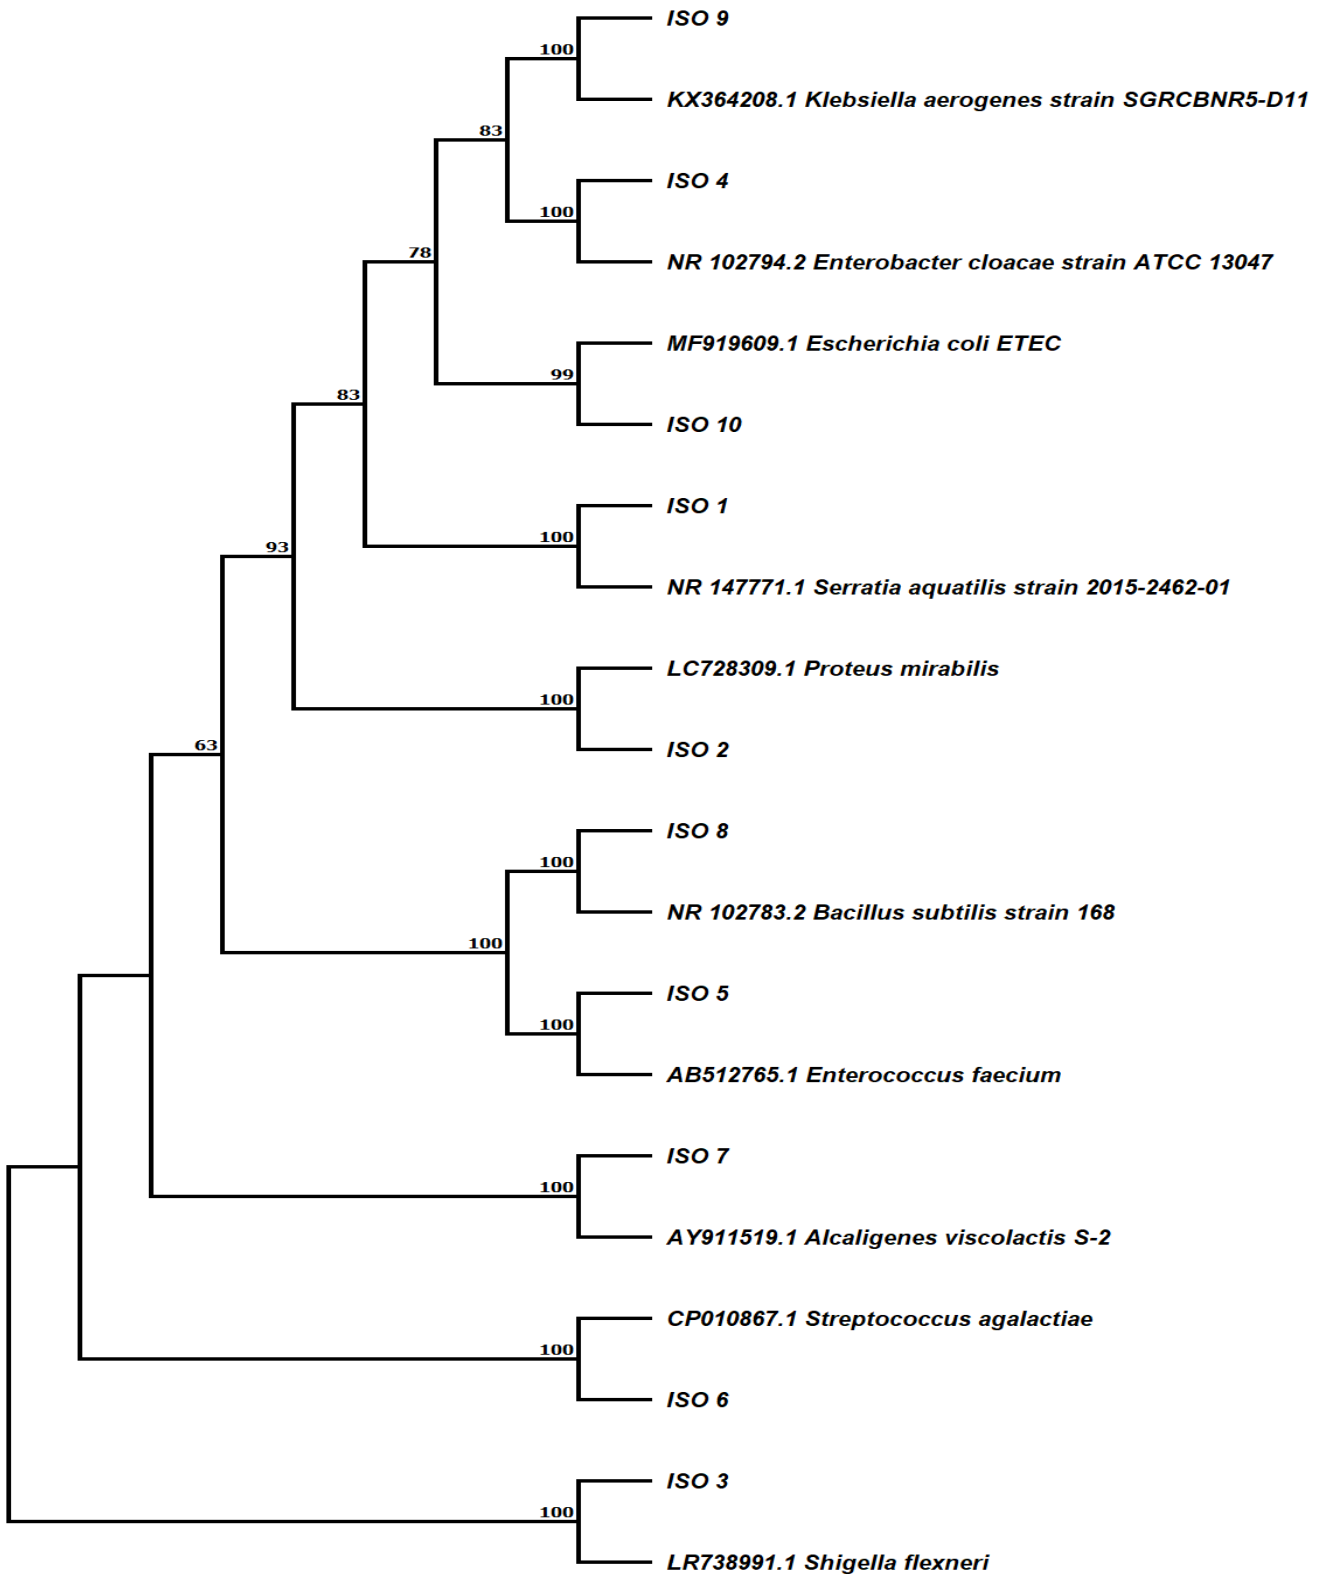 ISO 9
100
KX364208.1 Klebsiella aerogenes strain SGRCBNR5-D11
83
ISO 4
100
NR 102794.2 Enterobacter cloacae strain ATCC 13047
78
MF919609.1 Escherichia coli ETEC
99
83
ISO 10
ISO 1
100
93
NR 147771.1 Serratia aquatilis strain 2015-2462-01
LC728309.1 Proteus mirabilis
100
63
ISO 2
ISO 8
100
NR 102783.2 Bacillus subtilis strain 168
100
ISO 5
100
AB512765.1 Enterococcus faecium
ISO 7
100
AY911519.1 Alcaligenes viscolactis S-2
CP010867.1 Streptococcus agalactiae
100
ISO 6
ISO 3
100
LR738991.1 Shigella flexneri